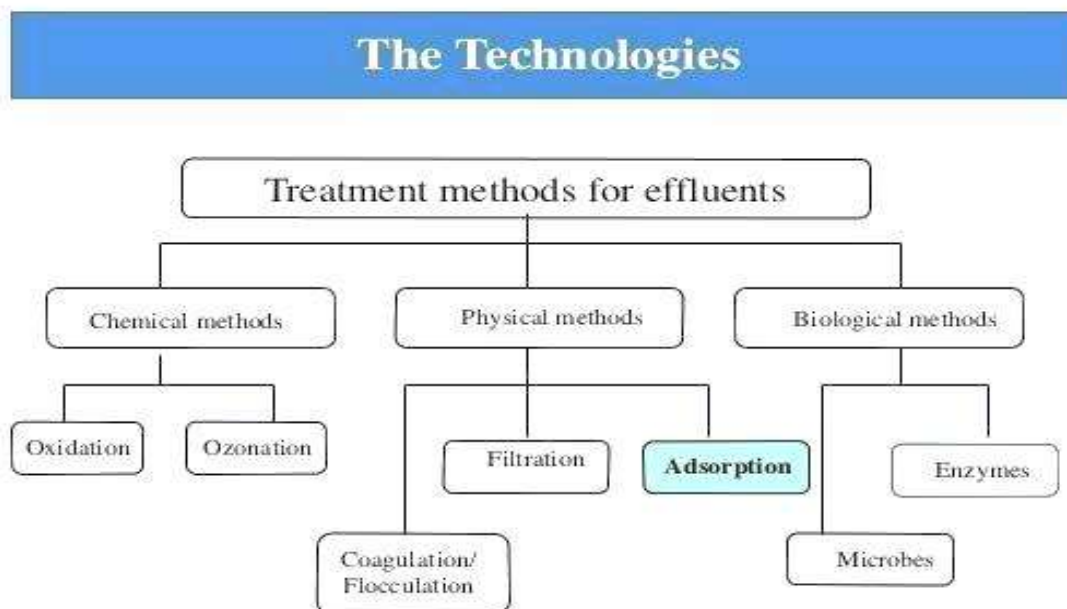 The Technologies
Treatment methods for effluents
Chemical methods
Physical methods
Biological methods
Oxidation
Ozonation
Filtration
Adsorption
Enzymes
Coagulation/
Flocculation
Microbes